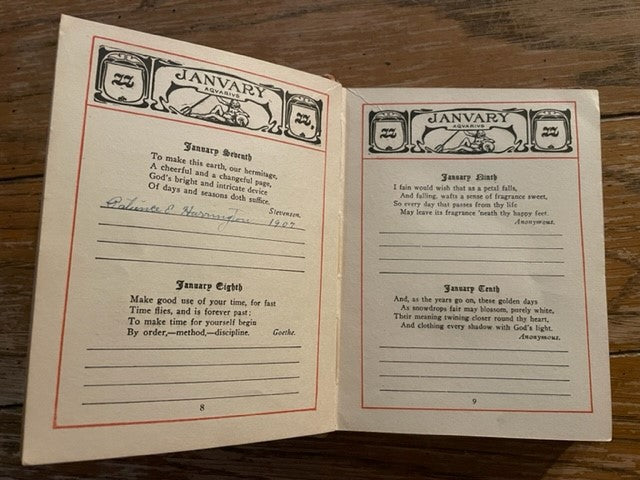 JANVARY
AQVARIVS
January Seventh
To make this earth, our hermitage,
A cheerful and a changeful page,
God's bright and intricate device
Of days and seasons doth suffice.
Stevenson.
E. Harrington 1907
January Eighth
Make good use of your time, for fast
Time flies, and is forever past;
To make time for yourself begin
By order,—method,—discipline. Goethe.
8
JANVARY
AQVARIVS
January Ninth
I fain would wish that as a petal falls,
And falling, wafts a sense of fragrance sweet,
So every day that passes from thy life
May leave its fragrance 'neath thy happy feet.
Anonymous.
January Tenth
And, as the years go on, these golden days
As snowdrops fair may blossom, purely white,
Their meaning twining closer round thy heart,
And clothing every shadow with God's light.
Anonymous.
9